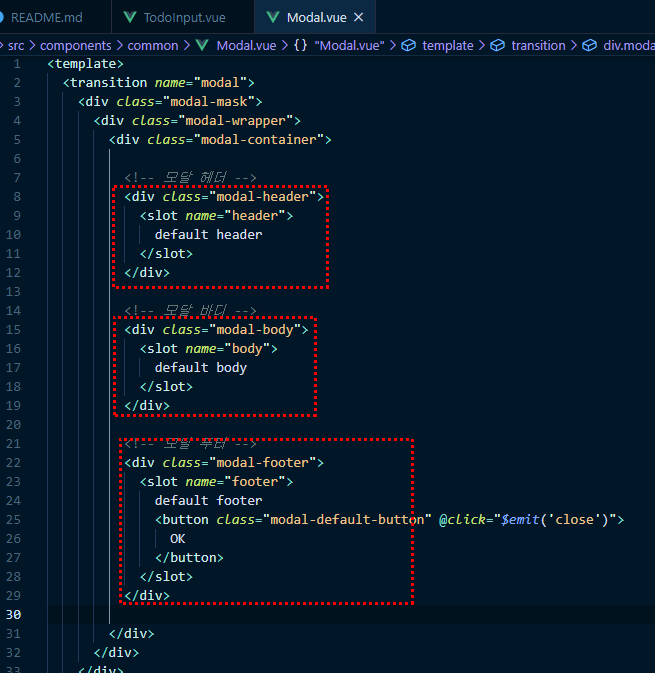 README.md TodoInput.vue Modal.vue
src > components > common > Modal.vue > {} "Modal.vue" > template > transition > div.moda
1 <template>
2 <transition name="modal">
3 <div class="modal-mask">
4 <div class="modal-wrapper">
5 <div class="modal-container">
6
7 <!-- 모달 헤더 -->
8 <div class="modal-header">
9 <slot name="header">
10 default header
11 </slot>
12 </div>
13
14 <!-- 모달 바디 -->
15 <div class="modal-body">
16 <slot name="body">
17 default body
18 </slot>
19 </div>
20
21 <!-- 모달 푸터 -->
22 <div class="modal-footer">
23 <slot name="footer">
24 default footer
25 <button class="modal-default-button" @click="$emit('close')">
26 OK
27 </button>
28 </slot>
29 </div>
30
31 </div>
32 </div>
33 </div>